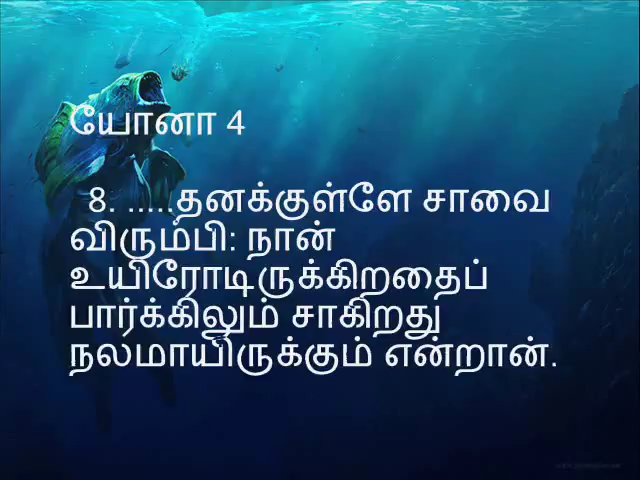 யோனா 4
8. .....தனக்குள்ளே சாவை
விரும்பி: நான்
உயிரோடிருக்கிறதைப்
பார்க்கிலும் சாகிறது
நலமாயிருக்கும் என்றான்.